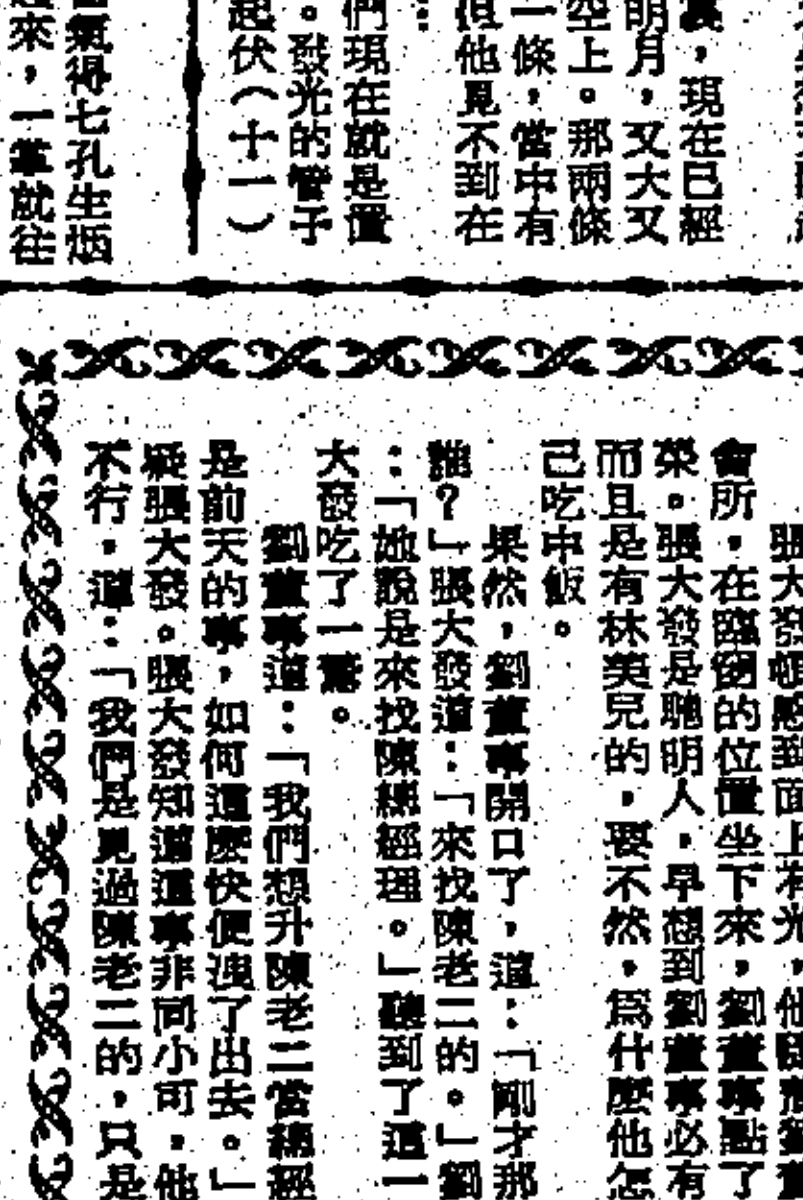 裏，現在已經
明月，又大又
空上。那兩條
一條，當中有
但他見不到在
們現在就是置
。發光的管子
起伏（十一）
氣得七孔生烟
來，一掌就往
張大發頓感到面上有光，他隨着劉
會所，在臨窗的位置坐下來，劉董事點了
菜。張大發是聰明人，早想到劉董事必有
而且是有林美兒的，要不然，爲什麼他怎
己吃中飯。
果然，劉董事開口了，道：「剛才那
誰？」張大發道：「來找陳老二的。」劉
：「她說是來找陳總經理。」聽到了這一
大發吃了一驚。
劉董事道：「我們想升陳老二當總經
是前天的事，如何這麼快便洩了出去。」
疑張大發。張大發知道這事非同小可，他
不行，道：「我們是見過陳老二的，只是